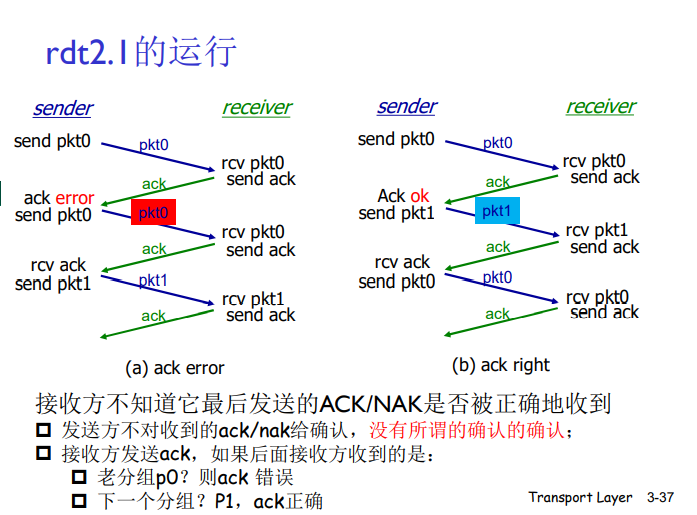 rdt2.1的运行
sender
receiver
send pkt0
pkt0
rcv pkt0
send ack
ack
ack error
send pkt0
pkt0
rcv pkt0
send ack
ack
rcv ack
send pkt1
pkt1
rcv pkt1
send ack
ack
(a) ack error
sender
receiver
send pkt0
pkt0
rcv pkt0
send ack
ack
Ack ok
send pkt1
pkt1
rcv pkt1
send ack
ack
rcv ack
send pkt0
pkt0
rcv pkt0
send ack
ack
(b) ack right
接收方不知道它最后发送的ACK/NAK是否被正确地收到
发送方不对收到的ack/nak给确认，没有所谓的确认的确认；
接收方发送ack，如果后面接收方收到的是：
老分组p0？则ack 错误
下一个分组？P1，ack正确
Transport Layer 3-37